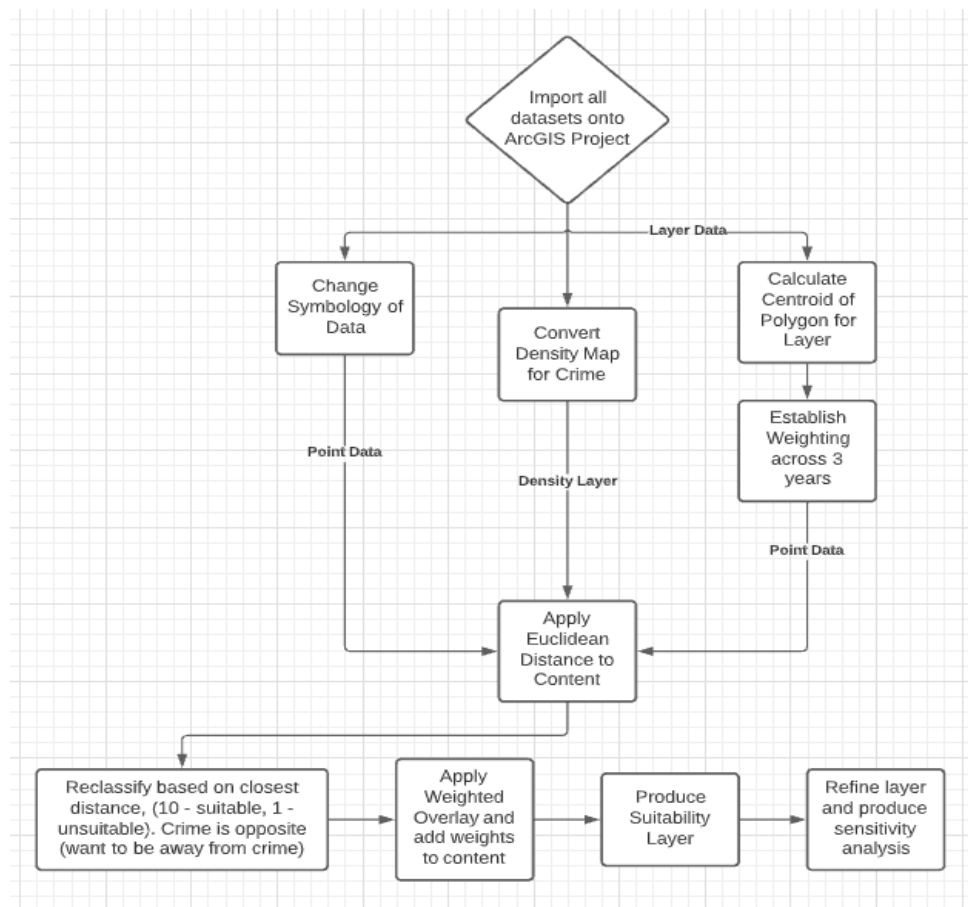 Import all
datasets onto
ArcGIS Project
Layer Data
Change
Symbology of
Data
Convert
Density Map
for Crime
Calculate
Centroid of
Polygon for
Layer
Establish
Weighting
across 3
years
Point Data
Density Layer
Point Data
Apply
Euclidean
Distance to
Content
Reclassify based on closest
distance, (10 - suitable, 1 -
unsuitable). Crime is opposite
(want to be away from crime)
Apply
Weighted
Overlay and
add weights
to content
Produce
Suitability
Layer
Refine layer
and produce
sensitivity
analysis